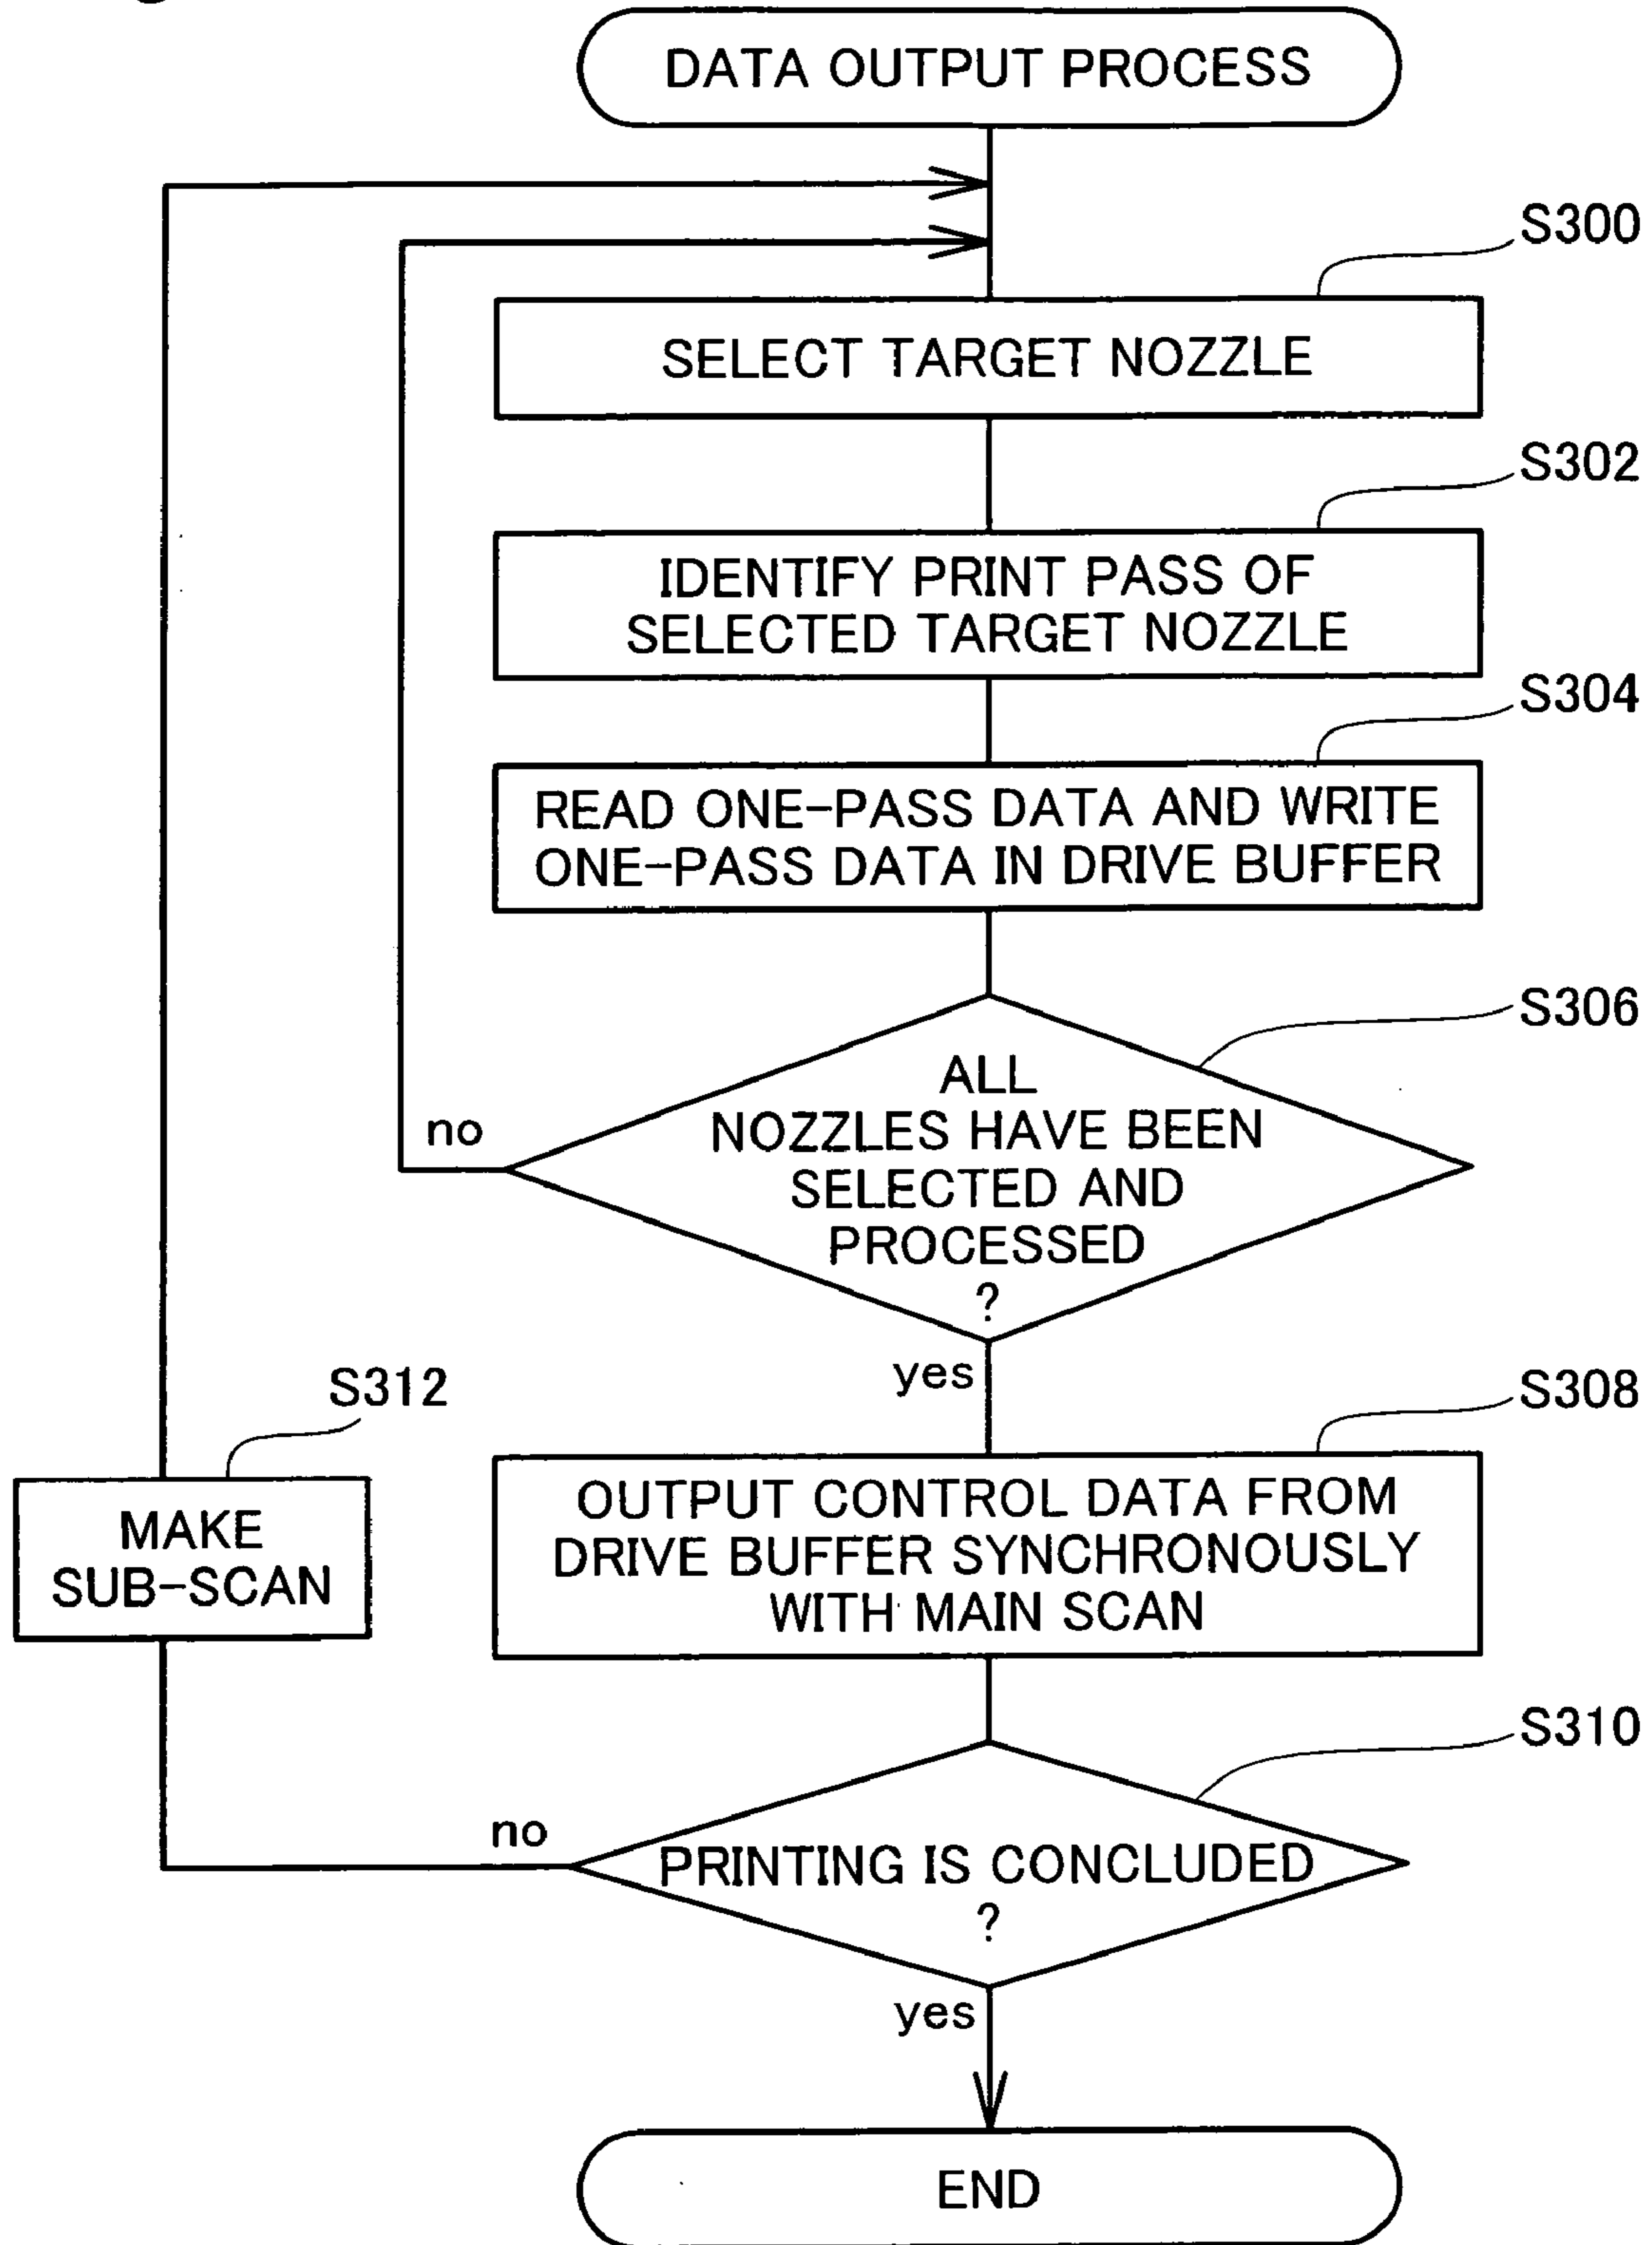 DATA OUTPUT PROCESS
S300
SELECT TARGET NOZZLE
S302
IDENTIFY PRINT PASS OF
SELECTED TARGET NOZZLE
S304
READ ONE-PASS DATA AND WRITE
ONE-PASS DATA IN DRIVE BUFFER
S306
ALL
NOZZLES HAVE BEEN
SELECTED AND
PROCESSED
?
no
yes
S312
MAKE
SUB-SCAN
S308
OUTPUT CONTROL DATA FROM
DRIVE BUFFER SYNCHRONOUSLY
WITH MAIN SCAN
S310
no
PRINTING IS CONCLUDED
?
yes
END